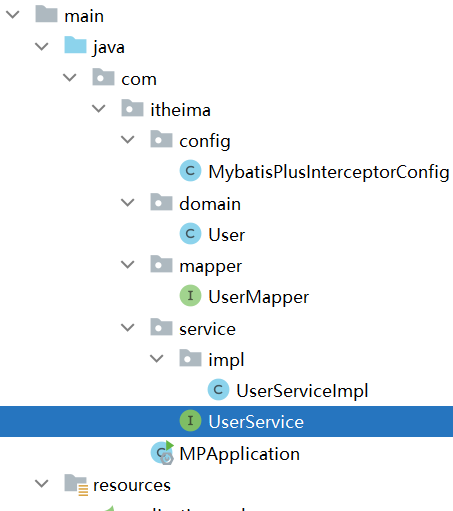 main
java
com
itheima
config
C MybatisPlusInterceptorConfig
domain
C User
mapper
I UserMapper
service
impl
C UserServiceImpl
I UserService
C MPApplication
resources